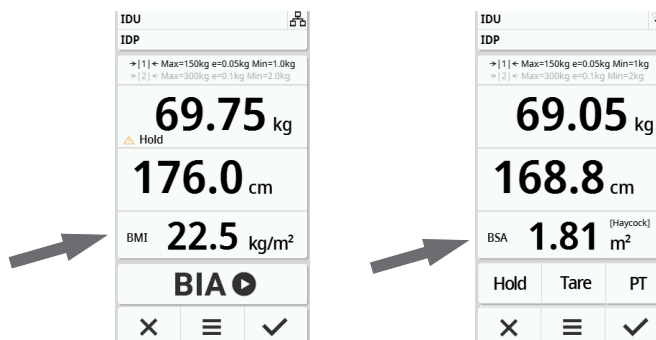 IDU
IDP
→|1|← Max=150kg e=0.05kg Min=1.0kg
→|2|← Max=300kg e=0.1kg Min=2.0kg
69.75 kg
Hold
176.0 cm
BMI 22.5 kg/m²
BIA
IDU
IDP
→|1|← Max=150kg e=0.05kg Min=1kg
→|2|← Max=300kg e=0.1kg Min=2kg
69.05 kg
168.8 cm
BSA 1.81 [Haycock] m²
Hold Tare PT